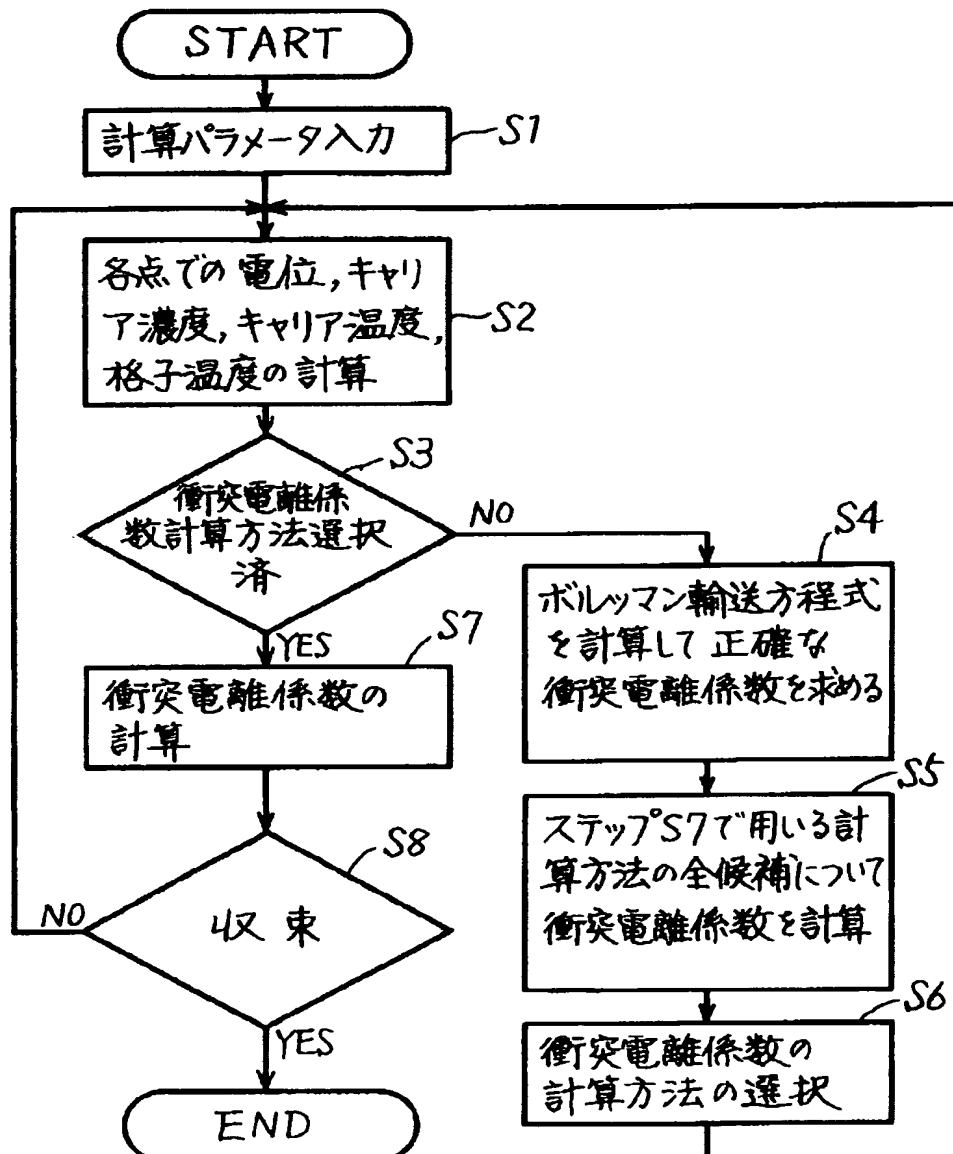 START
計算パラメータ入力
S1
各点での電位,キャリ
ア濃度,キャリア温度,
格子温度の計算
S2
S3
衝突電離係
数計算方法選択
済
NO
YES
S4
ボルツマン輸送方程式
を計算して正確な
衝突電離係数を求める
S7
衝突電離係数の
計算
S5
ステップS7で用いる計
算方法の全候補について
衝突電離係数を計算
S8
収束
NO
YES
S6
衝突電離係数の
計算方法の選択
END